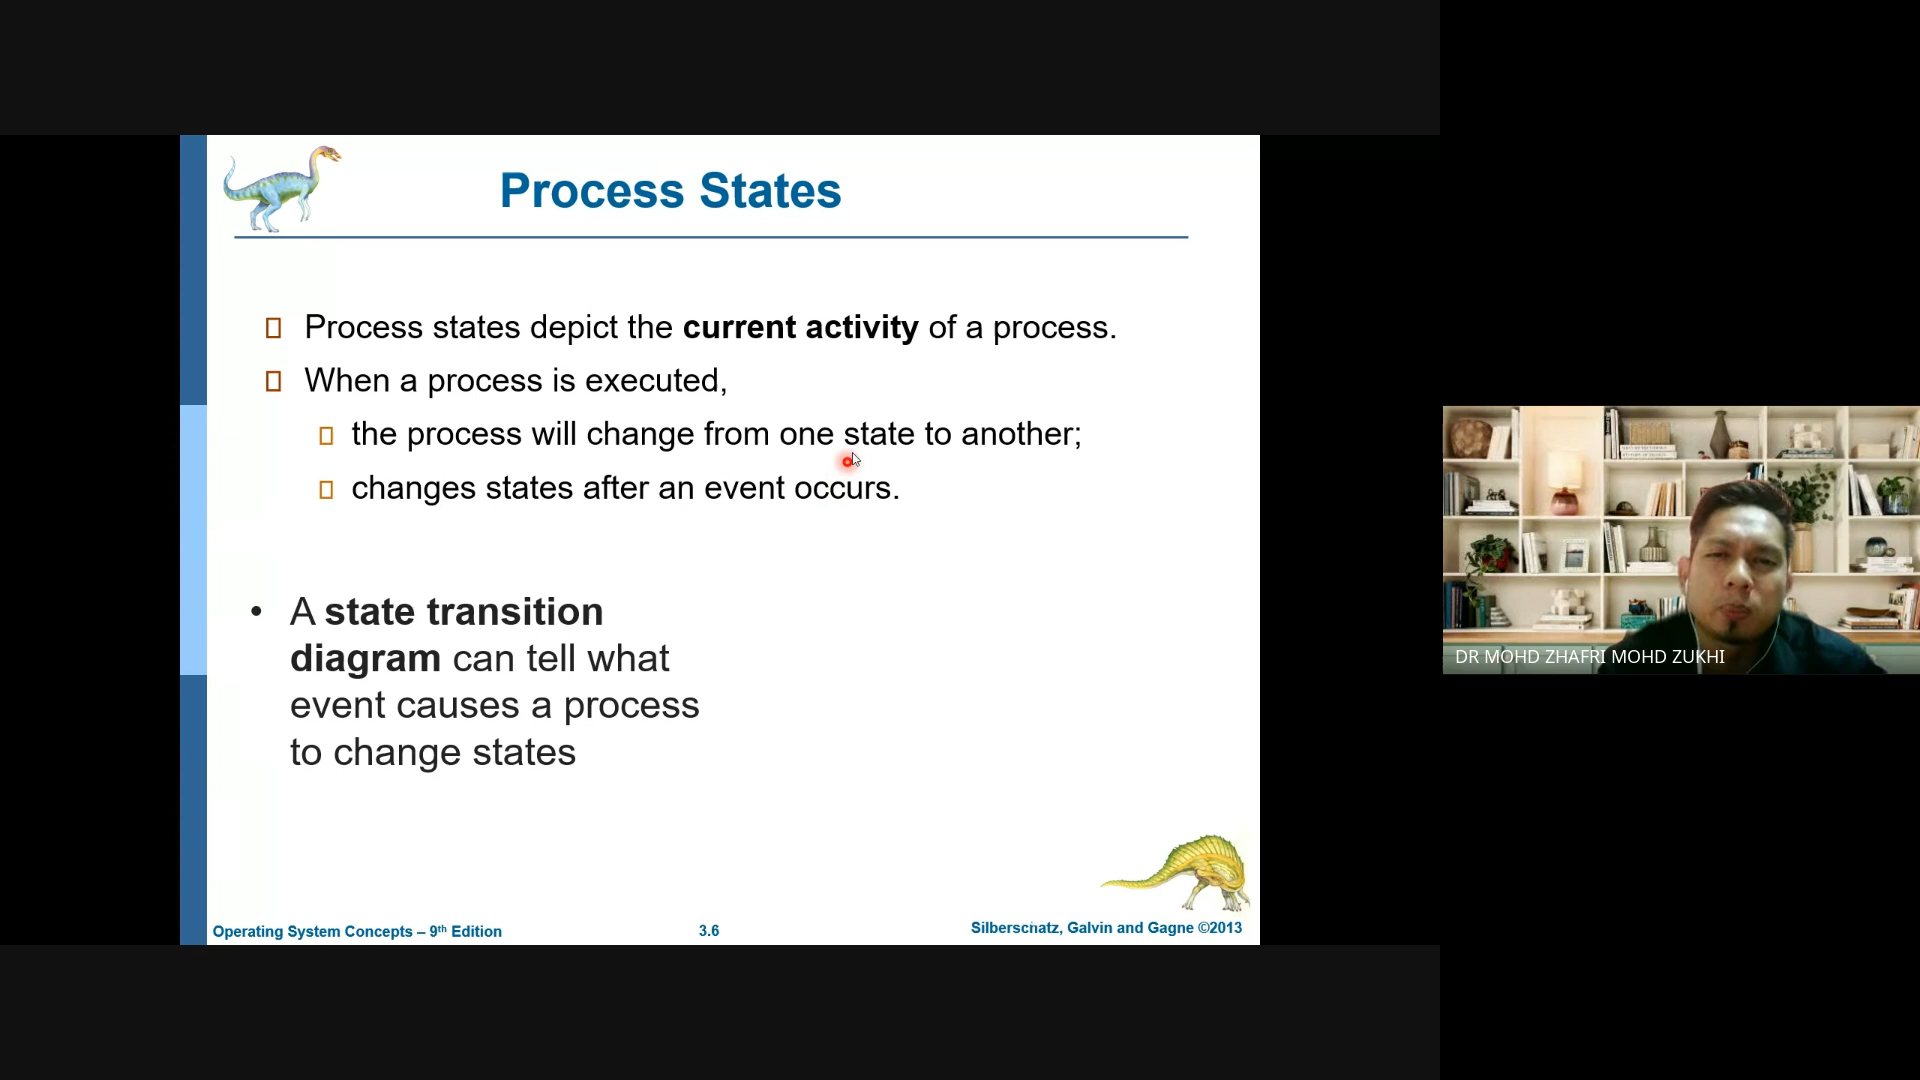 Process States
Process states depict the current activity of a process.
When a process is executed,
the process will change from one state to another;
changes states after an event occurs.
• A state transition
diagram can tell what
event causes a process
to change states
Operating System Concepts – 9th Edition
3.6
Silberschatz, Galvin and Gagne ©2013
DR MOHD ZHAFRI MOHD ZUKHI